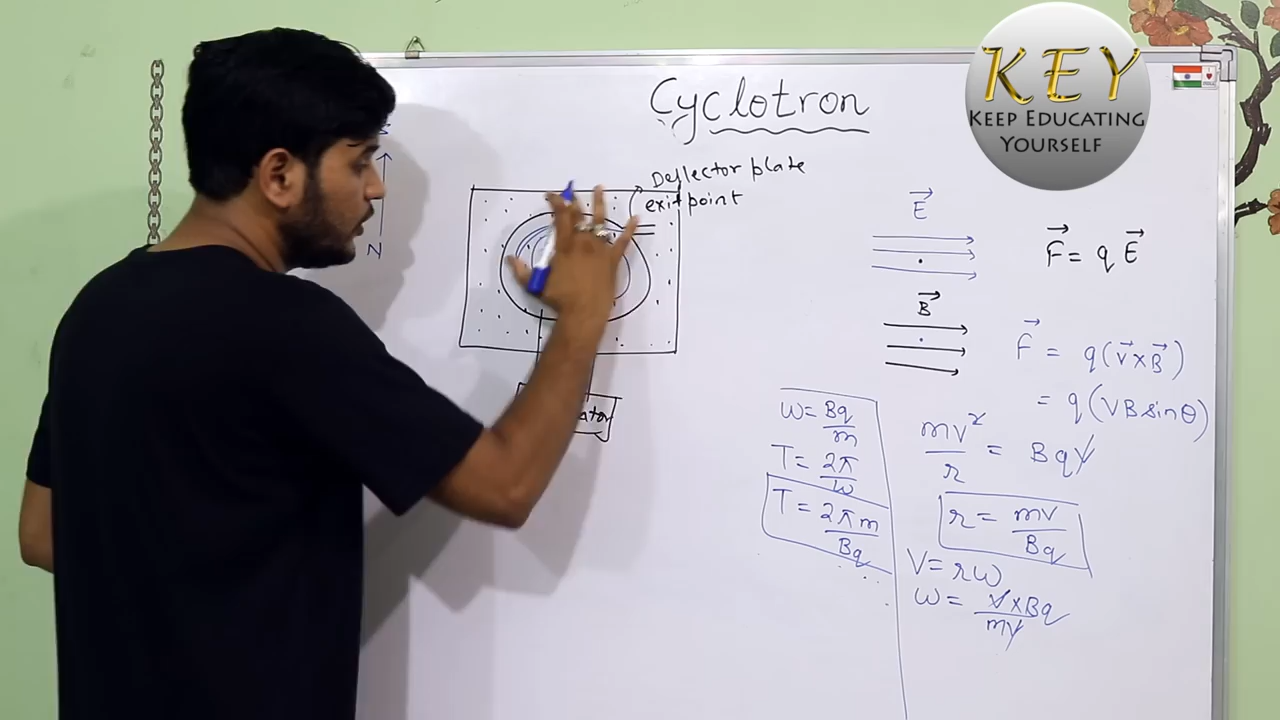 Cyclotron
KEY
KEEP EDUCATING
YOURSELF
N
Deflector plate
exit point
E⃗
F⃗ = q E⃗
B⃗
F⃗ = q(V⃗×B⃗)
= q(VB sinθ)
mv²/r = BqV
r = mv/Bq
V = rω
ω = V×Bq/mV
ω = Bq/m
T = 2π/ω
T = 2πm/Bq